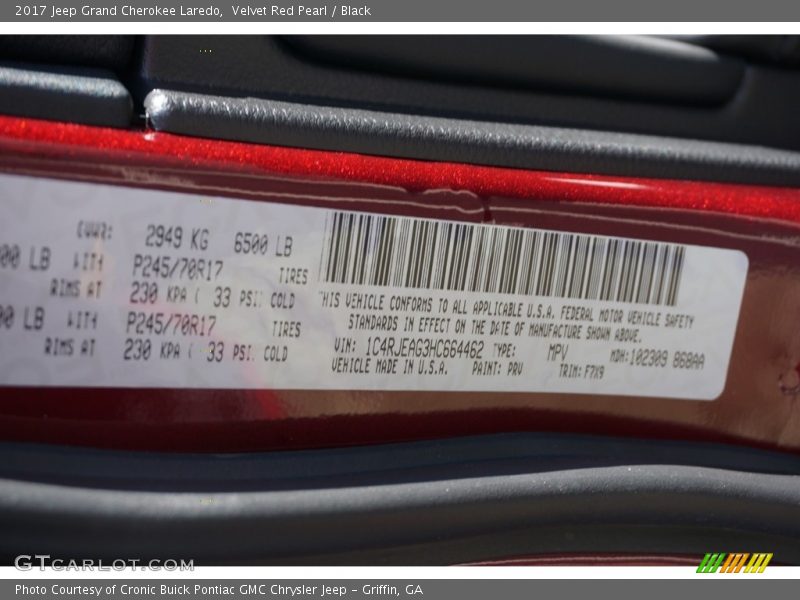 2017 Jeep Grand Cherokee Laredo, Velvet Red Pearl / Black
GVWR: 2949 KG 6500 LB
00 LB WITH P245/70R17 TIRES
RIMS AT 230 KPA ( 33 PSI) COLD
00 LB WITH P245/70R17 TIRES
RIMS AT 230 KPA ( 33 PSI) COLD
THIS VEHICLE CONFORMS TO ALL APPLICABLE U.S.A. FEDERAL MOTOR VEHICLE SAFETY
STANDARDS IN EFFECT ON THE DATE OF MANUFACTURE SHOWN ABOVE.
VIN: 1C4RJEAG3HC664462 TYPE: MPV MDH:102309 868AA
VEHICLE MADE IN U.S.A. PAINT: PRV TRIM: F7X9
GTCARLOT.COM
Photo Courtesy of Cronic Buick Pontiac GMC Chrysler Jeep - Griffin, GA